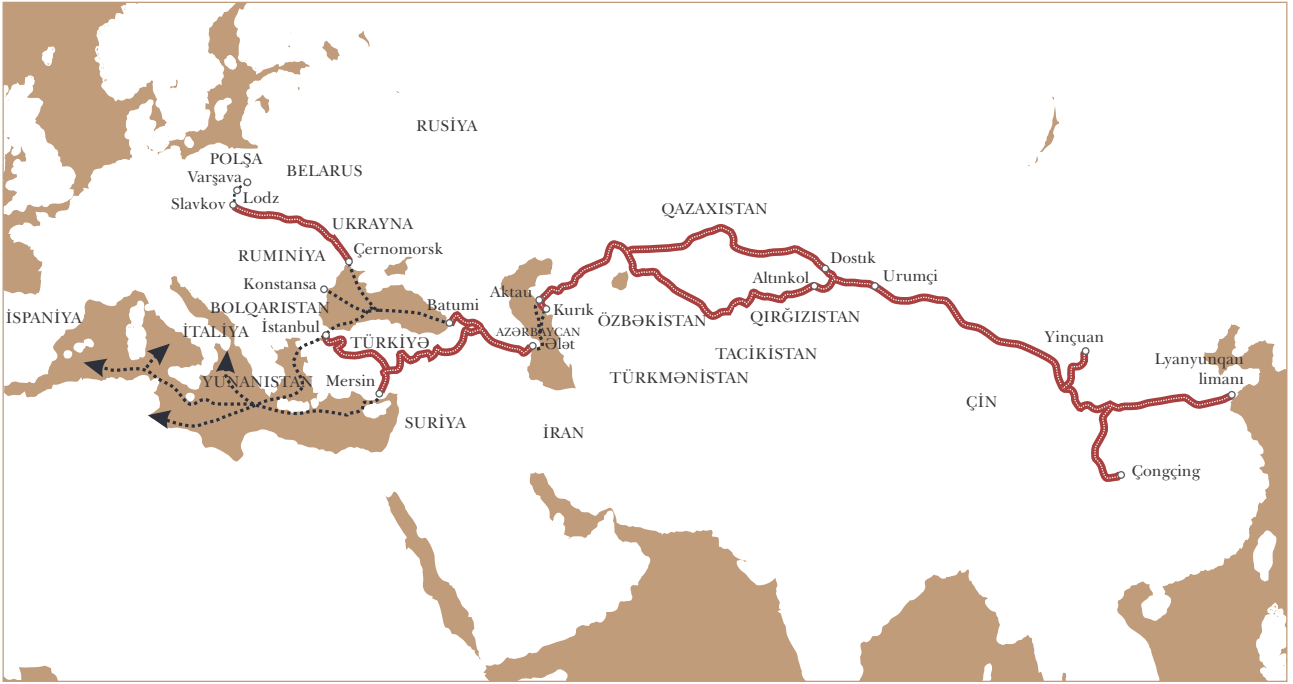 RUSİYA
POLŞA
Varşava
BELARUS
Slavkov
Lodz
UKRAYNA
QAZAXISTAN
RUMINİYA
Çernomorsk
Dostık
Konstansa
Altınkol
Urumçi
BOLQARISTAN
Batumi
Aktau
Kurık
İSPANİYA
İTALİYA
İstanbul
TÜRKİYƏ
AZƏRBAYCAN
Ələt
ÖZBƏKİSTAN
QIRĞIZISTAN
Yinçuan
TACİKİSTAN
Lyanyunqan
limanı
YUNANISTAN
Mersin
TÜRKMƏNİSTAN
ÇİN
SURİYA
İRAN
Çongçing